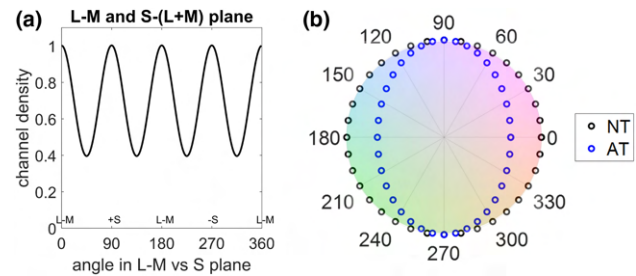 (a) L-M and S-(L+M) plane
channel density
1
0.8
0.6
0.4
0.2
0
L-M +S L-M -S L-M
0 90 180 270 360
angle in L-M vs S plane
(b)
90
120 60
150 30
180 0
210 330
240 300
270
NT
AT